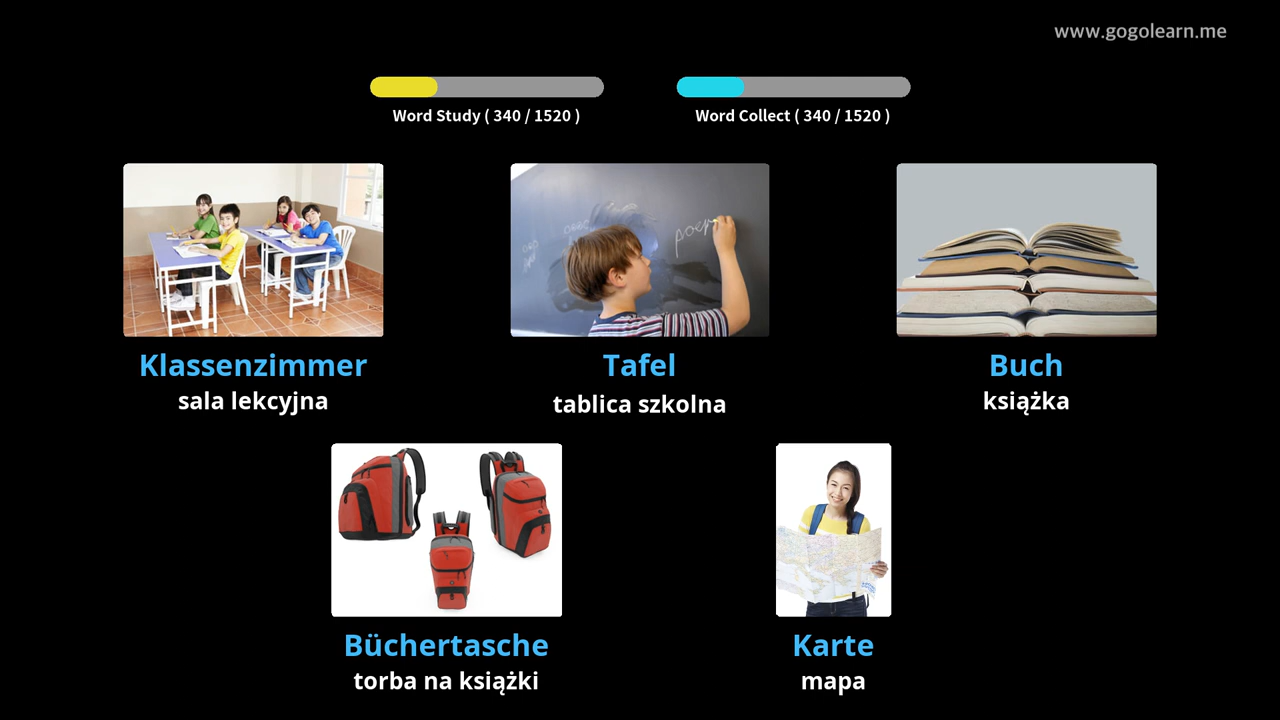 www.gogolearn.me
Word Study ( 340 / 1520 )
Word Collect ( 340 / 1520 )
Klassenzimmer
sala lekcyjna
Tafel
tablica szkolna
Buch
książka
Büchertasche
torba na książki
Karte
mapa